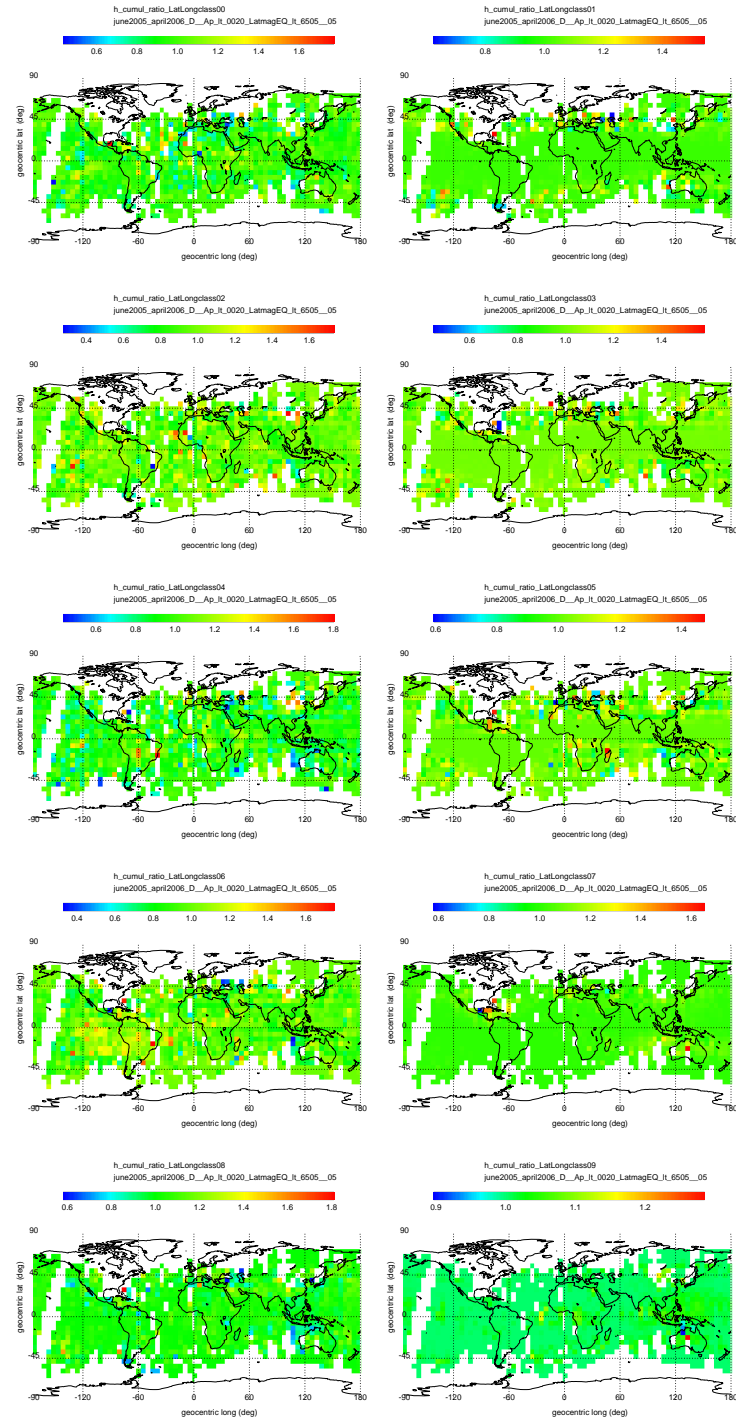 h_cumul_ratio_LatLongclass00
june2005_april2006_D__Ap_lt_0020_LatmagEQ_lt_6505__05
0.6 0.8 1.0 1.2 1.4 1.6
90
45
0
-45
-90
geocentric lat (deg)
-120 -60 0 60 120 180
geocentric long (deg)
h_cumul_ratio_LatLongclass01
june2005_april2006_D__Ap_lt_0020_LatmagEQ_lt_6505__05
0.8 1.0 1.2 1.4
90
45
0
-45
-90
geocentric lat (deg)
-120 -60 0 60 120 180
geocentric long (deg)
h_cumul_ratio_LatLongclass02
june2005_april2006_D__Ap_lt_0020_LatmagEQ_lt_6505__05
0.4 0.6 0.8 1.0 1.2 1.4 1.6
90
45
0
-45
-90
geocentric lat (deg)
-120 -60 0 60 120 180
geocentric long (deg)
h_cumul_ratio_LatLongclass03
june2005_april2006_D__Ap_lt_0020_LatmagEQ_lt_6505__05
0.6 0.8 1.0 1.2 1.4
90
45
0
-45
-90
geocentric lat (deg)
-120 -60 0 60 120 180
geocentric long (deg)
h_cumul_ratio_LatLongclass04
june2005_april2006_D__Ap_lt_0020_LatmagEQ_lt_6505__05
0.6 0.8 1.0 1.2 1.4 1.6 1.8
90
45
0
-45
-90
geocentric lat (deg)
-120 -60 0 60 120 180
geocentric long (deg)
h_cumul_ratio_LatLongclass05
june2005_april2006_D__Ap_lt_0020_LatmagEQ_lt_6505__05
0.6 0.8 1.0 1.2 1.4
90
45
0
-45
-90
geocentric lat (deg)
-120 -60 0 60 120 180
geocentric long (deg)
h_cumul_ratio_LatLongclass06
june2005_april2006_D__Ap_lt_0020_LatmagEQ_lt_6505__05
0.4 0.6 0.8 1.0 1.2 1.4 1.6
90
45
0
-45
-90
geocentric lat (deg)
-120 -60 0 60 120 180
geocentric long (deg)
h_cumul_ratio_LatLongclass07
june2005_april2006_D__Ap_lt_0020_LatmagEQ_lt_6505__05
0.6 0.8 1.0 1.2 1.4 1.6
90
45
0
-45
-90
geocentric lat (deg)
-120 -60 0 60 120 180
geocentric long (deg)
h_cumul_ratio_LatLongclass08
june2005_april2006_D__Ap_lt_0020_LatmagEQ_lt_6505__05
0.6 0.8 1.0 1.2 1.4 1.6 1.8
90
45
0
-45
-90
geocentric lat (deg)
-120 -60 0 60 120 180
geocentric long (deg)
h_cumul_ratio_LatLongclass09
june2005_april2006_D__Ap_lt_0020_LatmagEQ_lt_6505__05
0.9 1.0 1.1 1.2
90
45
0
-45
-90
geocentric lat (deg)
-120 -60 0 60 120 180
geocentric long (deg)